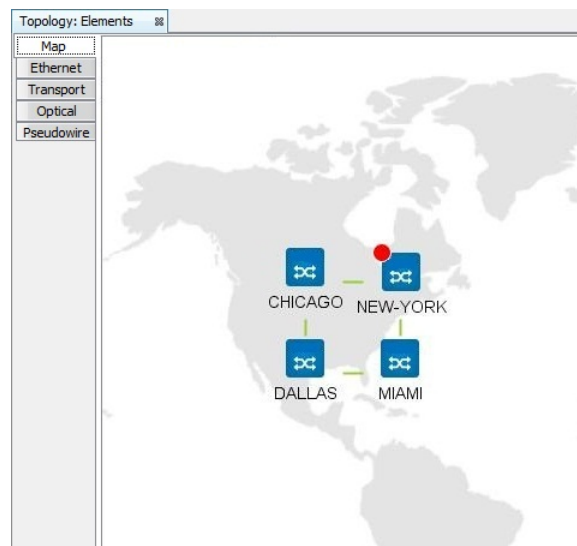 Topology: Elements
Map
Ethernet
Transport
Optical
Pseudowire
CHICAGO
NEW-YORK
DALLAS
MIAMI